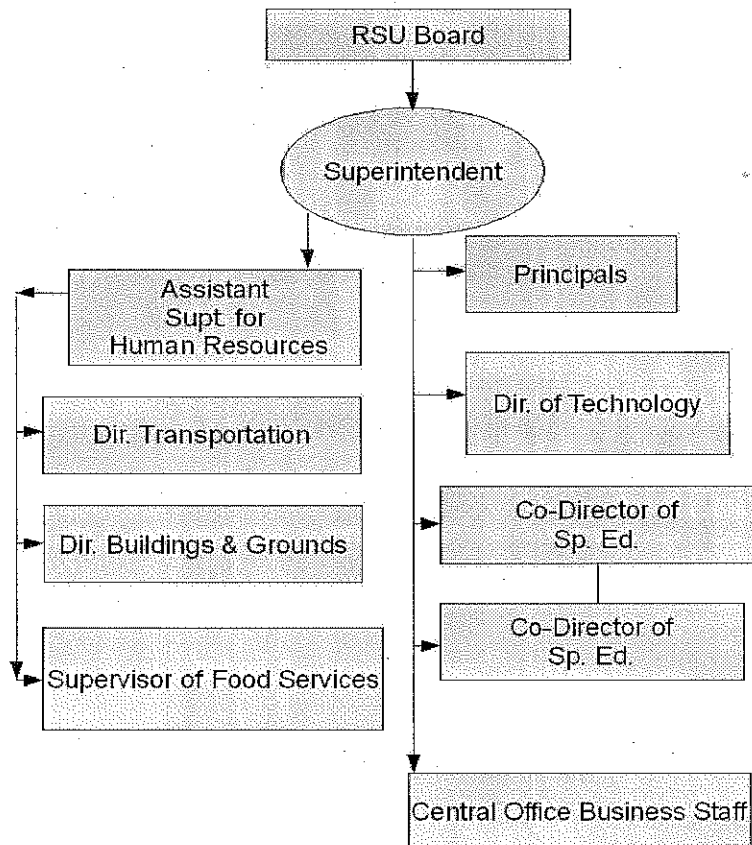 RSU Board
Superintendent
Assistant
Supt. for
Human Resources
Principals
Dir. Transportation
Dir. of Technology
Dir. Buildings & Grounds
Co-Director of
Sp. Ed.
Supervisor of Food Services
Co-Director of
Sp. Ed.
Central Office Business Staff